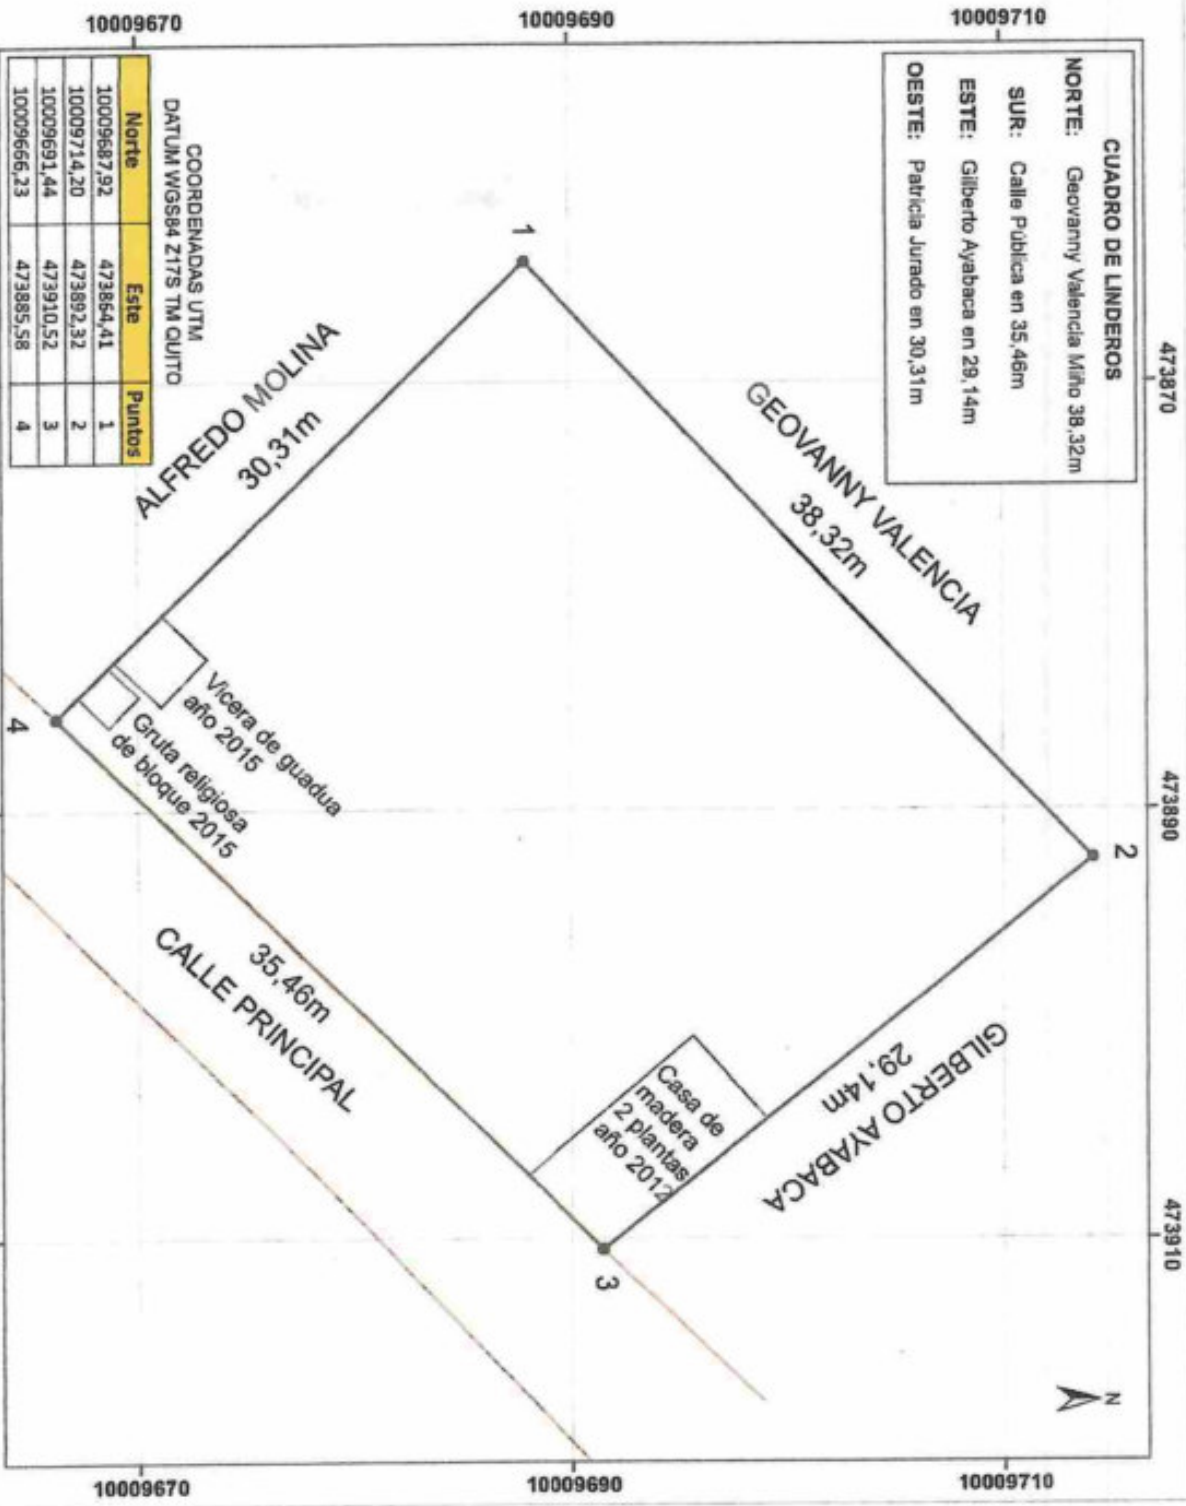 CUADRO DE LINDEROS
NORTE: Geovanny Valencia Miño 38,32m
SUR: Calle Pública en 35,46m
ESTE: Gilberto Ayabaca en 29,14m
OESTE: Patricia Jurado en 30,31m
473870
473890
473910
10009710
10009690
10009670
10009710
10009690
10009670
N
1
2
3
4
GEOVANNY VALENCIA
38,32m
GILBERTO AYABACA
29,14m
ALFREDO MOLINA
30,31m
35,46m
CALLE PRINCIPAL
Casa de
madera
2 plantas
año 2012
Vicera de guadua
año 2015
Gruta religiosa
de bloque 2015
COORDENADAS UTM
DATUM WGS84 Z17S TM QUITO
Norte Este Puntos
10009687,92 473864,41 1
10009714,20 473892,32 2
10009691,44 473910,52 3
10009666,23 473885,58 4